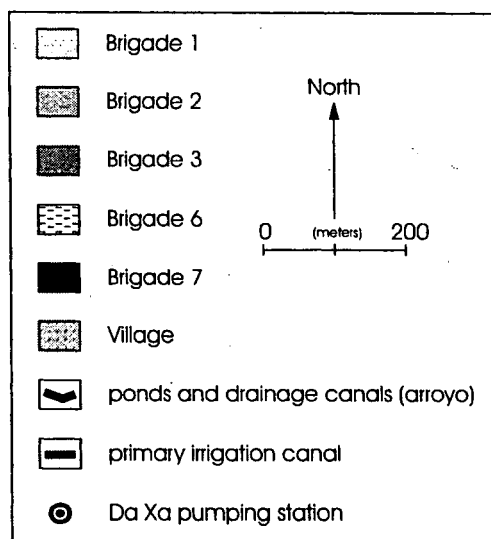 Brigade 1
Brigade 2
North
Brigade 3
0 (meters) 200
Brigade 6
Brigade 7
Village
ponds and drainage canals (arroyo)
primary irrigation canal
Da Xa pumping station